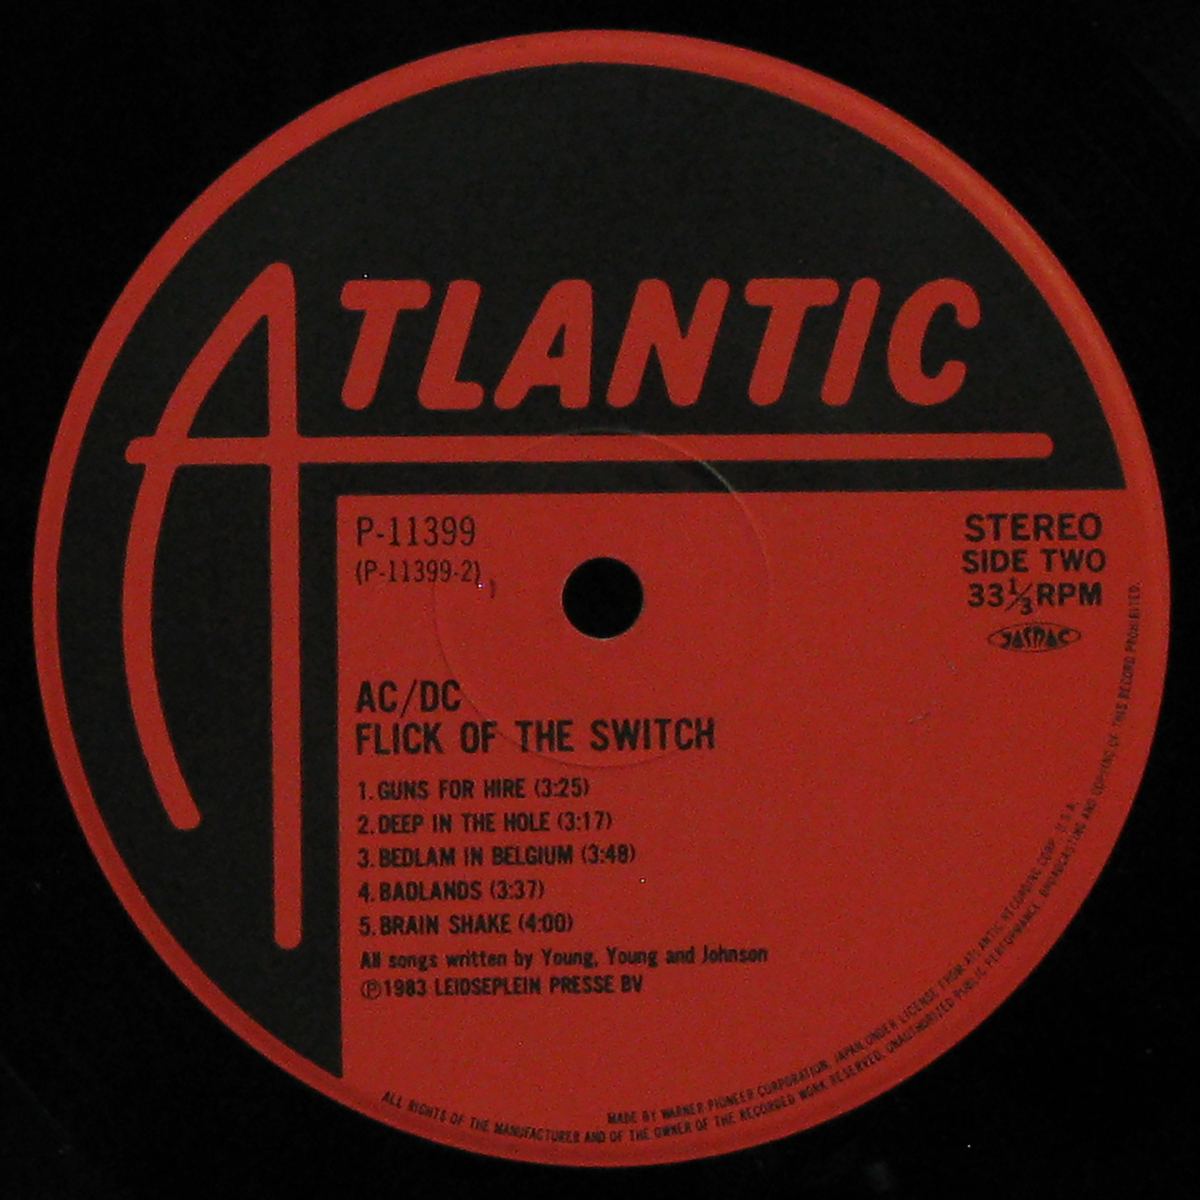 ATLANTIC
P-11399
(P-11399-2)
STEREO
SIDE TWO
33⅓RPM
JASRAC
AC/DC
FLICK OF THE SWITCH
1. GUNS FOR HIRE (3:25)
2. DEEP IN THE HOLE (3:17)
3. BEDLAM IN BELGIUM (3:48)
4. BADLANDS (3:37)
5. BRAIN SHAKE (4:00)
All songs written by Young, Young and Johnson
Ⓟ1983 LEIDSEPLEIN PRESSE BV
MADE BY WARNER-PIONEER CORPORATION, JAPAN, UNDER LICENSE FROM ATLANTIC RECORDING CORP. U.S.A.
ALL RIGHTS OF THE MANUFACTURER AND OF THE OWNER OF THE RECORDED WORK RESERVED. UNAUTHORIZED PUBLIC PERFORMANCE, BROADCASTING AND COPYING OF THIS RECORD PROHIBITED.